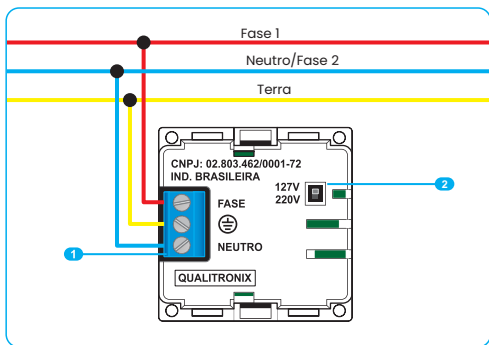 Fase 1
Neutro/Fase 2
Terra
CNPJ: 02.803.462/0001-72
IND. BRASILEIRA
127V
220V
2
FASE
NEUTRO
1
QUALITRONIX